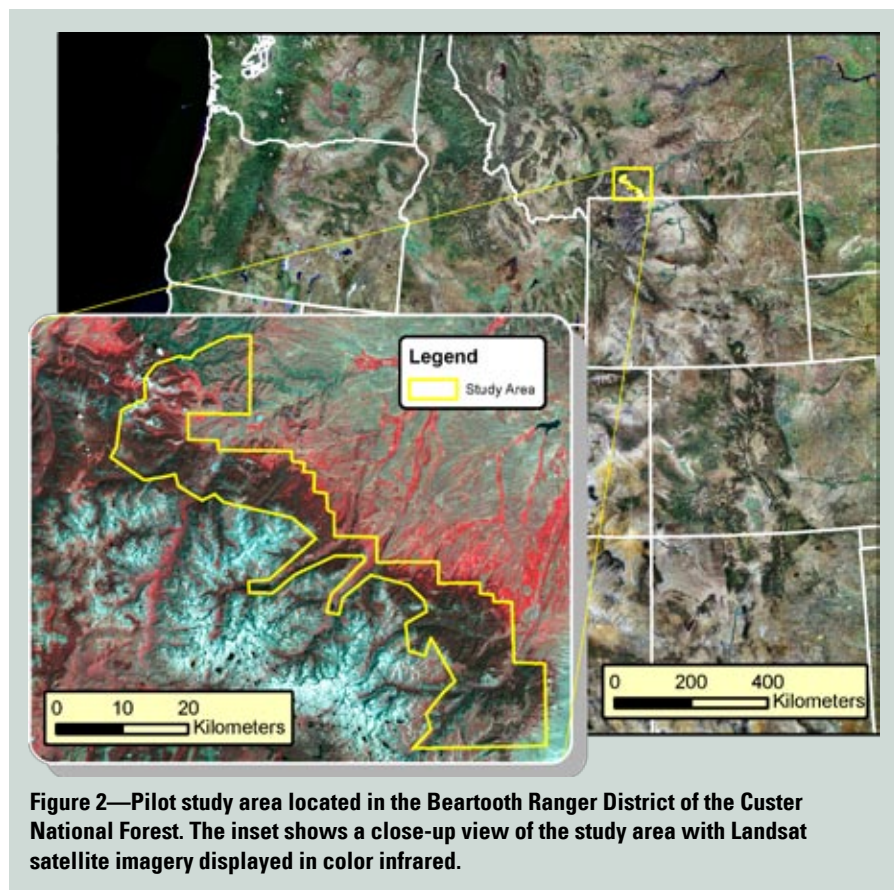 Legend
Study Area
0 10 20
Kilometers
0 200 400
Kilometers
Figure 2—Pilot study area located in the Beartooth Ranger District of the Custer
National Forest. The inset shows a close-up view of the study area with Landsat
satellite imagery displayed in color infrared.